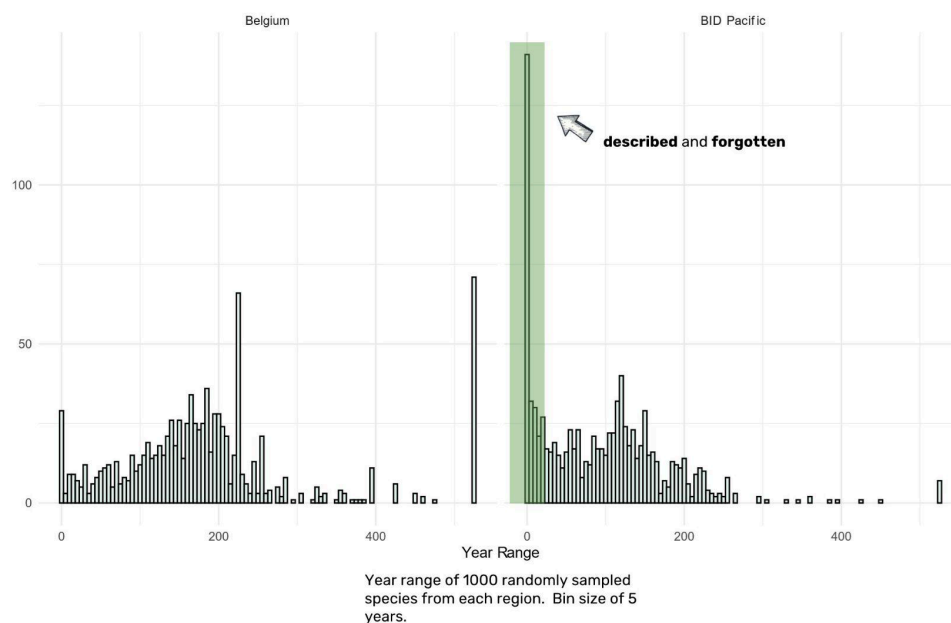 Belgium
BID Pacific
described and forgotten
100
50
0
0
200
400
0
200
400
Year Range
Year range of 1000 randomly sampled
species from each region.  Bin size of 5
years.